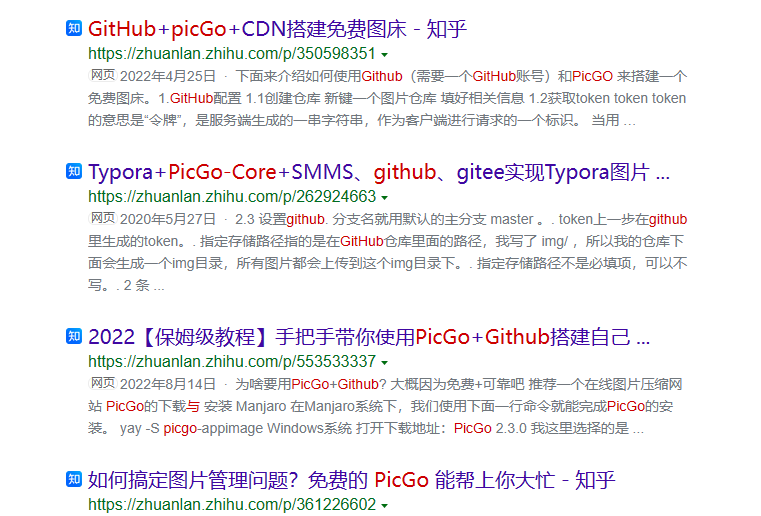 知 GitHub+picGo+CDN搭建免费图床 - 知乎
https://zhuanlan.zhihu.com/p/350598351
网页 2022年4月25日 · 下面来介绍如何使用Github（需要一个GitHub账号）和PicGO 来搭建一个
免费图床。1.GitHub配置 1.1创建仓库 新键一个图片仓库 填好相关信息 1.2获取token token token
的意思是“令牌”，是服务端生成的一串字符串，作为客户端进行请求的一个标识。 当用 ...
知 Typora+PicGo-Core+SMMS、github、gitee实现Typora图片 ...
https://zhuanlan.zhihu.com/p/262924663
网页 2020年5月27日 · 2.3 设置github. 分支名就用默认的主分支 master 。. token上一步在github
里生成的token。. 指定存储路径指的是在GitHub仓库里面的路径，我写了 img/ ，所以我的仓库下
面会生成一个img目录，所有图片都会上传到这个img目录下。. 指定存储路径不是必填项，可以不
写。. 2 条 ...
知 2022【保姆级教程】手把手带你使用PicGo+Github搭建自己 ...
https://zhuanlan.zhihu.com/p/553533337
网页 2022年8月14日 · 为啥要用PicGo+Github? 大概因为免费+可靠吧 推荐一个在线图片压缩网
站 PicGo的下载与 安装 Manjaro 在Manjaro系统下，我们使用下面一行命令就能完成PicGo的安
装。 yay -S picgo-appimage Windows系统 打开下载地址：PicGo 2.3.0 我这里选择的是 ...
知 如何搞定图片管理问题？免费的 PicGo 能帮上你大忙 - 知乎
https://zhuanlan.zhihu.com/p/361226602